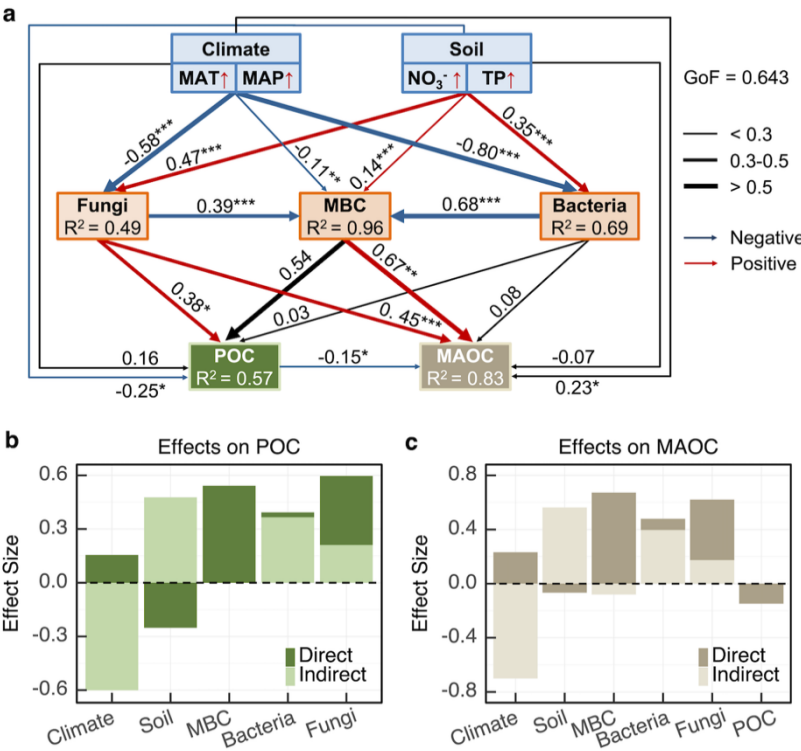 a
Climate
MAT↑ MAP↑
Soil
NO₃⁻ ↑ TP↑
GoF = 0.643
< 0.3
0.3-0.5
> 0.5
Negative
Positive
-0.58***
0.47***
-0.11**
0.14***
-0.80***
0.35***
Fungi
R² = 0.49
0.39***
MBC
R² = 0.96
0.68***
Bacteria
R² = 0.69
0.38*
0.54
0.03
0.67**
0. 45***
0.08
0.16
-0.25*
POC
R² = 0.57
-0.15*
MAOC
R² = 0.83
-0.07
0.23*
b
Effects on POC
Effect Size
0.6
0.3
0.0
-0.3
-0.6
Direct
Indirect
Climate
Soil
MBC
Bacteria
Fungi
c
Effects on MAOC
Effect Size
0.8
0.4
0.0
-0.4
-0.8
Direct
Indirect
Climate
Soil
MBC
Bacteria
Fungi
POC